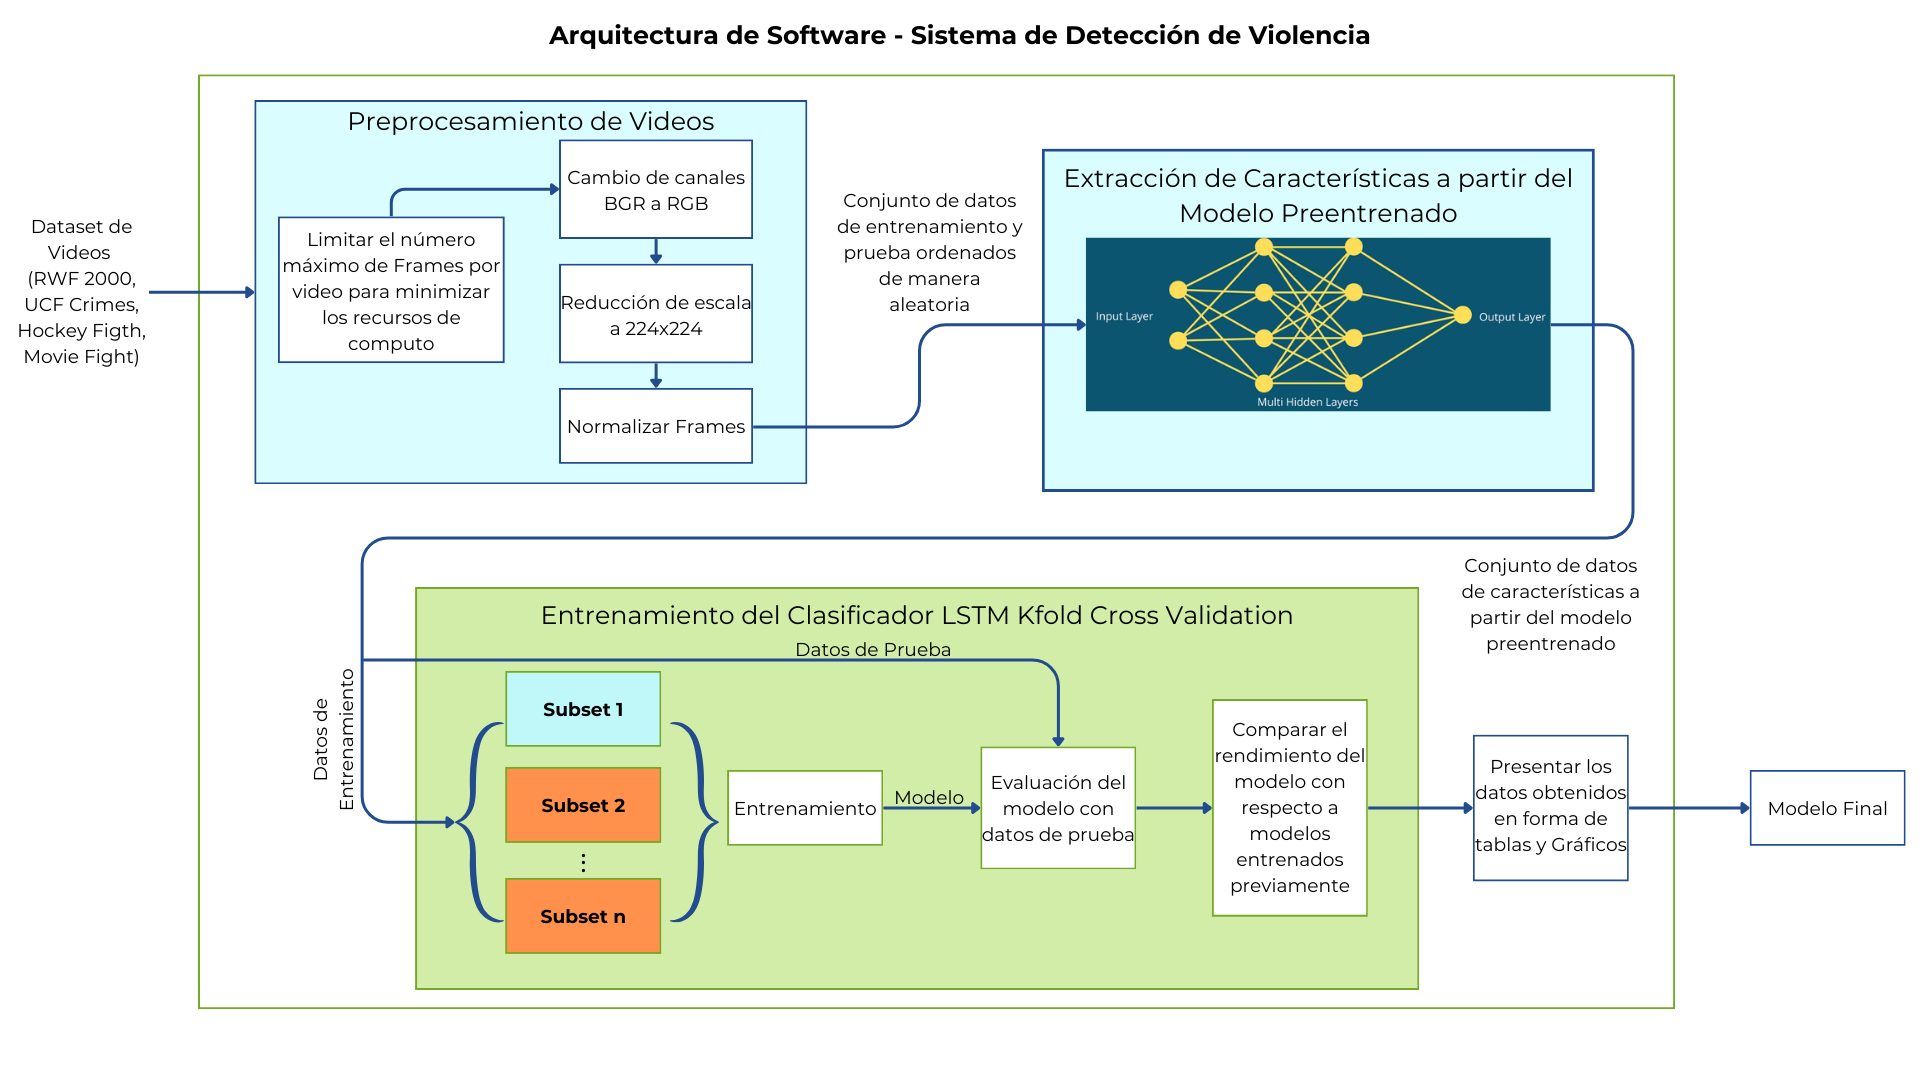 Arquitectura de Software - Sistema de Detección de Violencia
Dataset de
Videos
(RWF 2000,
UCF Crimes,
Hockey Figth,
Movie Fight)
Preprocesamiento de Videos
Limitar el número
máximo de Frames por
video para minimizar
los recursos de
computo
Cambio de canales
BGR a RGB
Reducción de escala
a 224x224
Normalizar Frames
Conjunto de datos
de entrenamiento y
prueba ordenados
de manera
aleatoria
Extracción de Características a partir del
Modelo Preentrenado
Input Layer
Output Layer
Multi Hidden Layers
Conjunto de datos
de características a
partir del modelo
preentrenado
Datos de
Entrenamiento
Entrenamiento del Clasificador LSTM Kfold Cross Validation
Datos de Prueba
Subset 1
Subset 2
⋮
Subset n
Entrenamiento
Modelo
Evaluación del
modelo con
datos de prueba
Comparar el
rendimiento del
modelo con
respecto a
modelos
entrenados
previamente
Presentar los
datos obtenidos
en forma de
tablas y Gráficos
Modelo Final